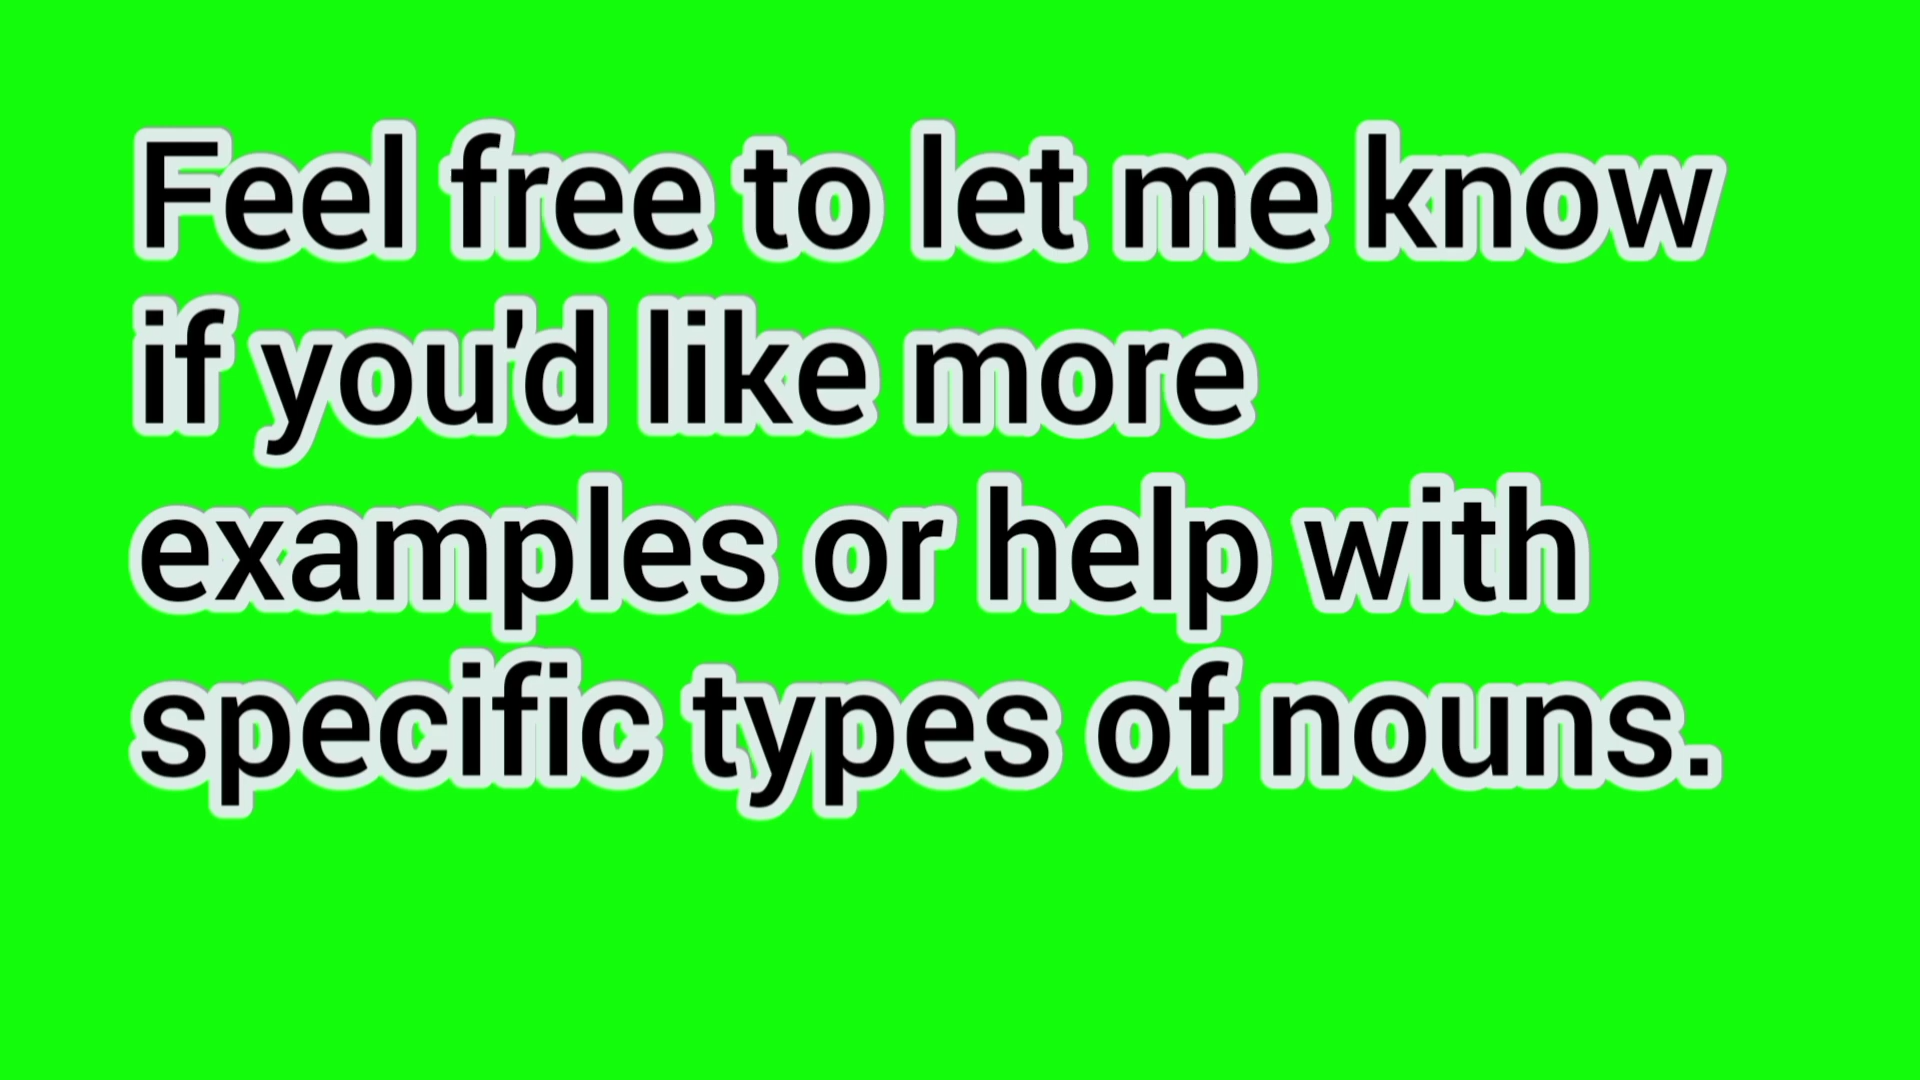 Feel free to let me know
if you'd like more
examples or help with
specific types of nouns.